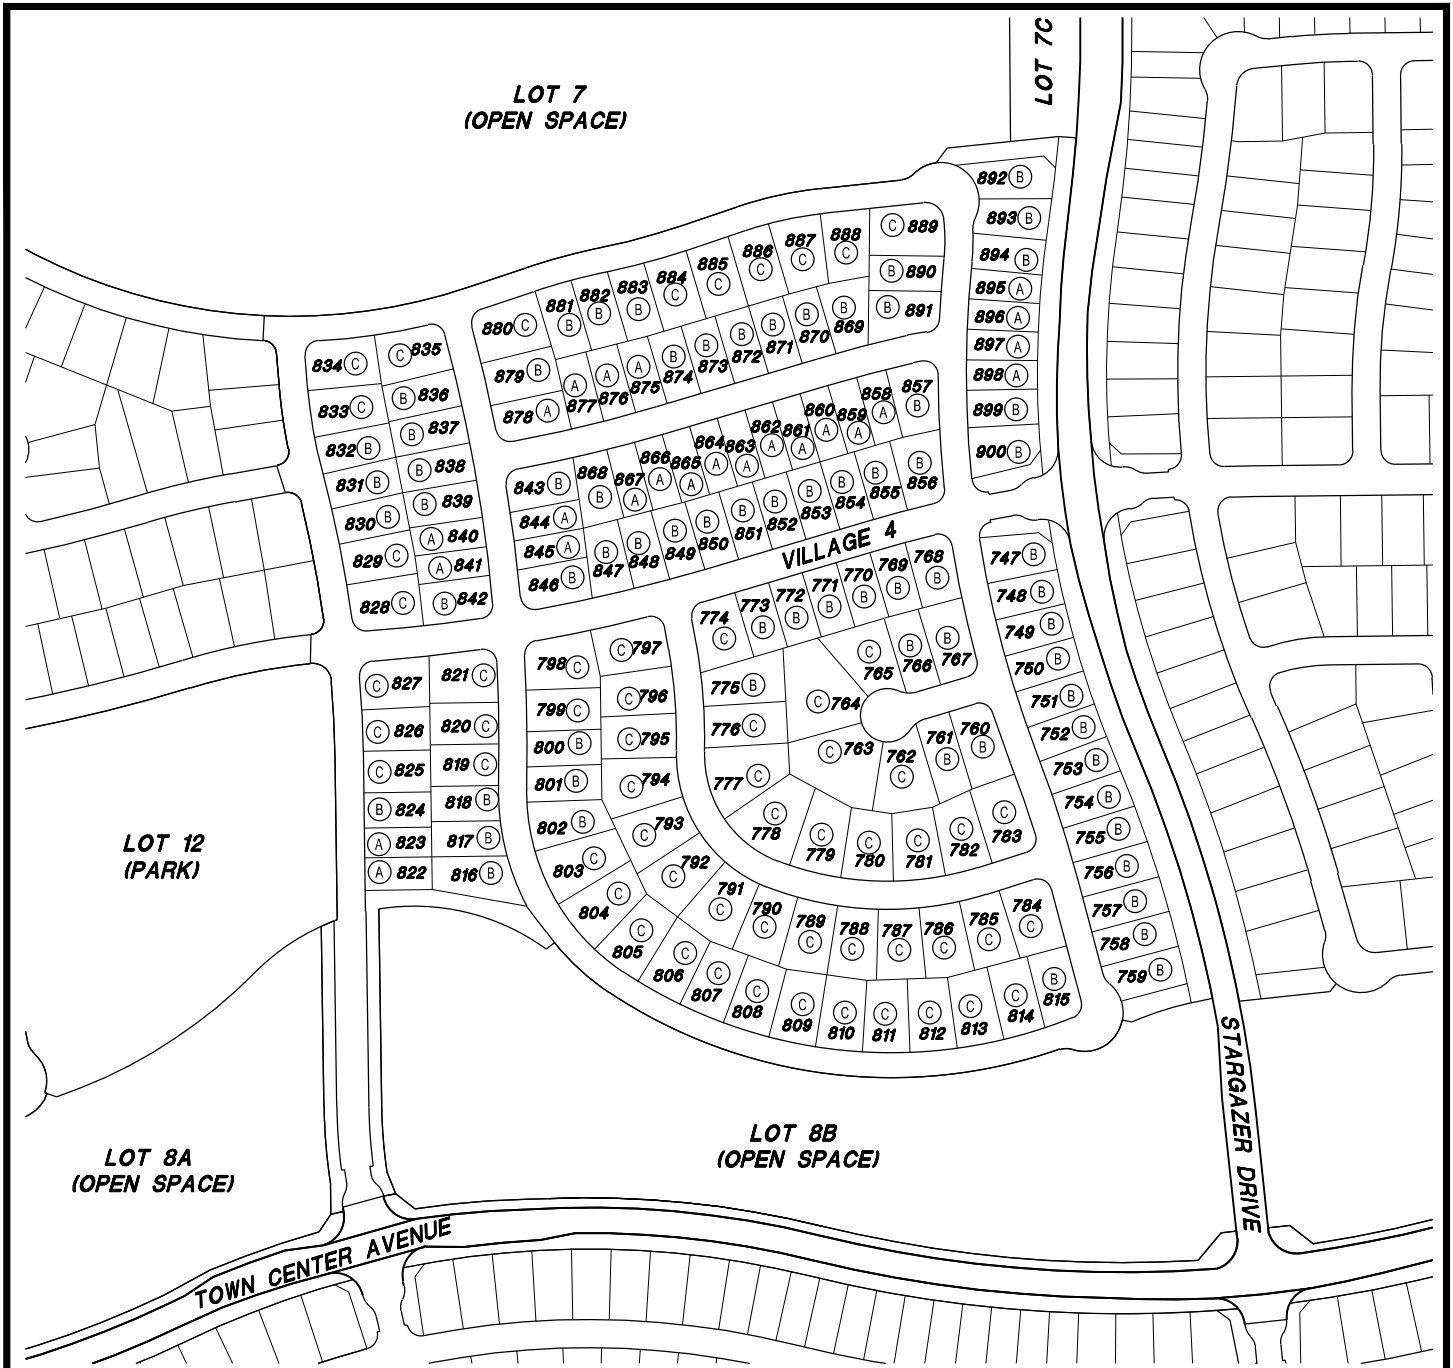 LOT 7C
LOT 7
(OPEN SPACE)
892 B
893 B
894 B
895 A
896 A
897 A
898 A
899 B
900 B
C 889
B 890
B 891
888 C
887 C
886 C
885 C
884 C
883 B
882 B
881 B
880 C
879 B
878 A
877 A
876 A
875 A
874 B
873 B
872 B
871 B
870 B
869 B
834 C
C 835
833 C
B 836
832 B
B 837
831 B
B 838
830 B
B 839
829 C
A 840
A 841
828 C
B 842
857 B
858 A
859 A
860 A
861 A
862 A
863 A
864 A
865 A
866 A
867 A
868 B
843 B
844 A
845 A
846 B
847 B
848 B
849 B
850 B
851 B
852 B
853 B
854 B
855 B
856 B
VILLAGE 4
747 B
748 B
749 B
750 B
751 B
752 B
753 B
754 B
755 B
756 B
757 B
758 B
759 B
768 B
769 B
770 B
771 B
772 B
773 B
774 C
775 B
776 C
777 C
C 764
C 765
B 766
B 767
C 763
762 C
761 B
760 B
C 778
C 779
C 780
C 781
C 782
C 783
798 C
C 797
799 C
C 796
800 B
C 795
801 B
C 794
802 B
C 793
803 C
C 792
804 C
805 C
806 C
807 C
808 C
809 C
810 C
811 C
812 C
813 C
814 C
815 B
791 C
790 C
789 C
788 C
787 C
786 C
785 C
784 C
C 827
821 C
C 826
820 C
C 825
819 C
B 824
818 B
A 823
817 B
A 822
816 B
LOT 12
(PARK)
LOT 8A
(OPEN SPACE)
LOT 8B
(OPEN SPACE)
STARGAZER DRIVE
TOWN CENTER AVENUE